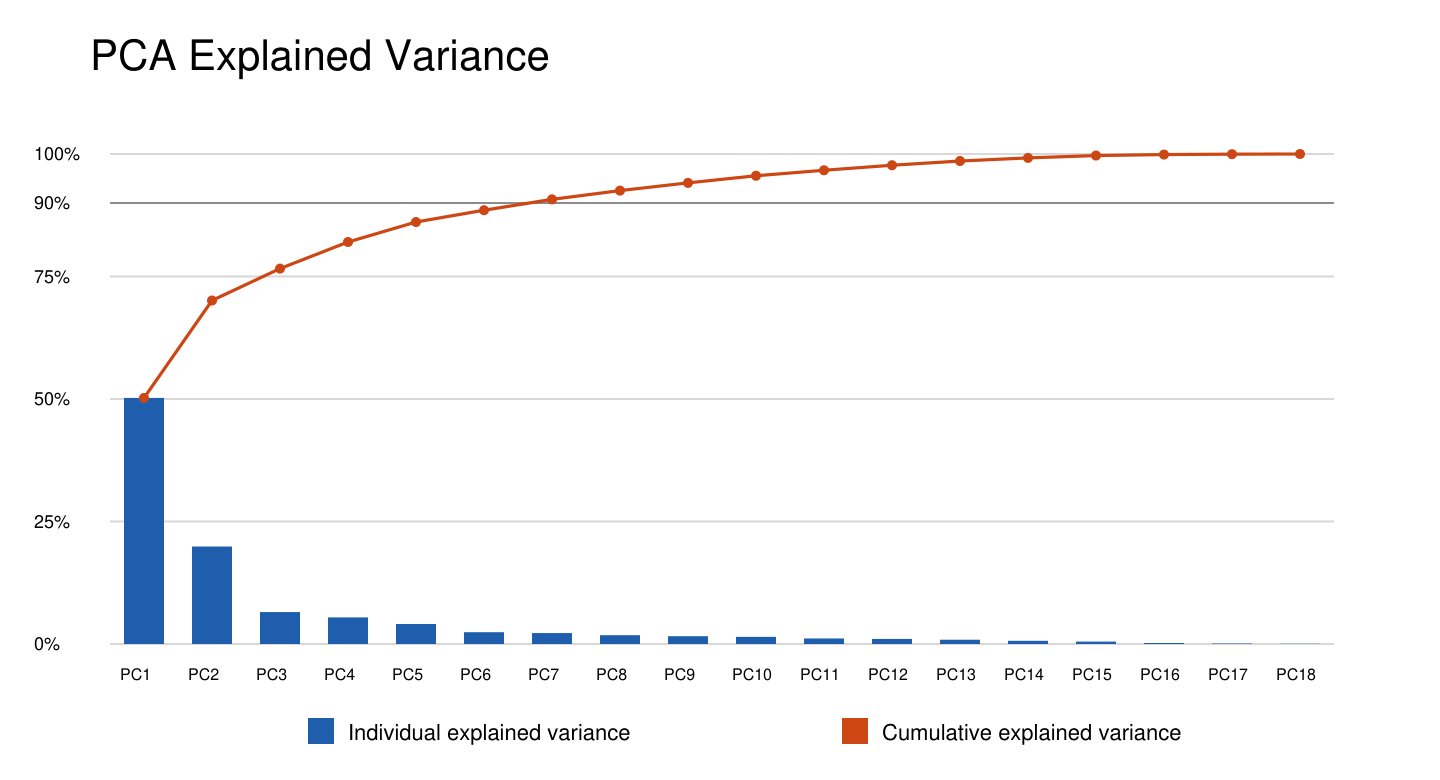 PCA Explained Variance
100%
90%
75%
50%
25%
0%
PC1 PC2 PC3 PC4 PC5 PC6 PC7 PC8 PC9 PC10 PC11 PC12 PC13 PC14 PC15 PC16 PC17 PC18
Individual explained variance Cumulative explained variance